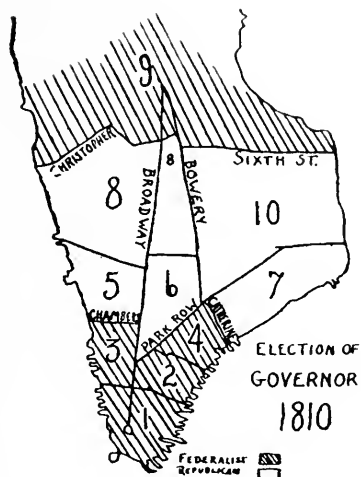 9
CHRISTOPHER
8
BROADWAY
8
BOWERY
SIXTH ST.
10
5
6
7
CHAMBERS
PARK ROW
CATHERINE
3
4
2
1
ELECTION OF
GOVERNOR
1810
FEDERALIST
REPUBLICAN